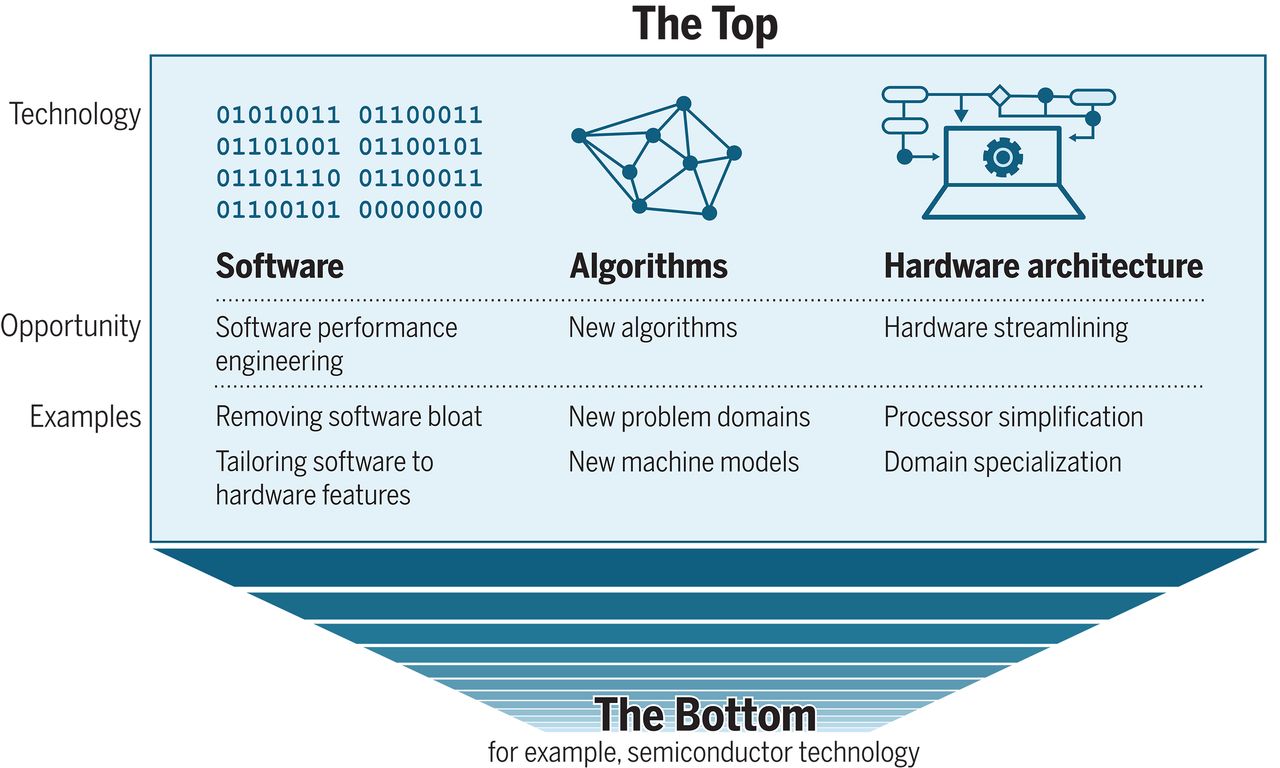 The Top
Technology
01010011 01100011
01101001 01100101
01101110 01100011
01100101 00000000
Software
Algorithms
Hardware architecture
Opportunity
Software performance
engineering
New algorithms
Hardware streamlining
Examples
Removing software bloat
New problem domains
Processor simplification
Tailoring software to
hardware features
New machine models
Domain specialization
The Bottom
for example, semiconductor technology